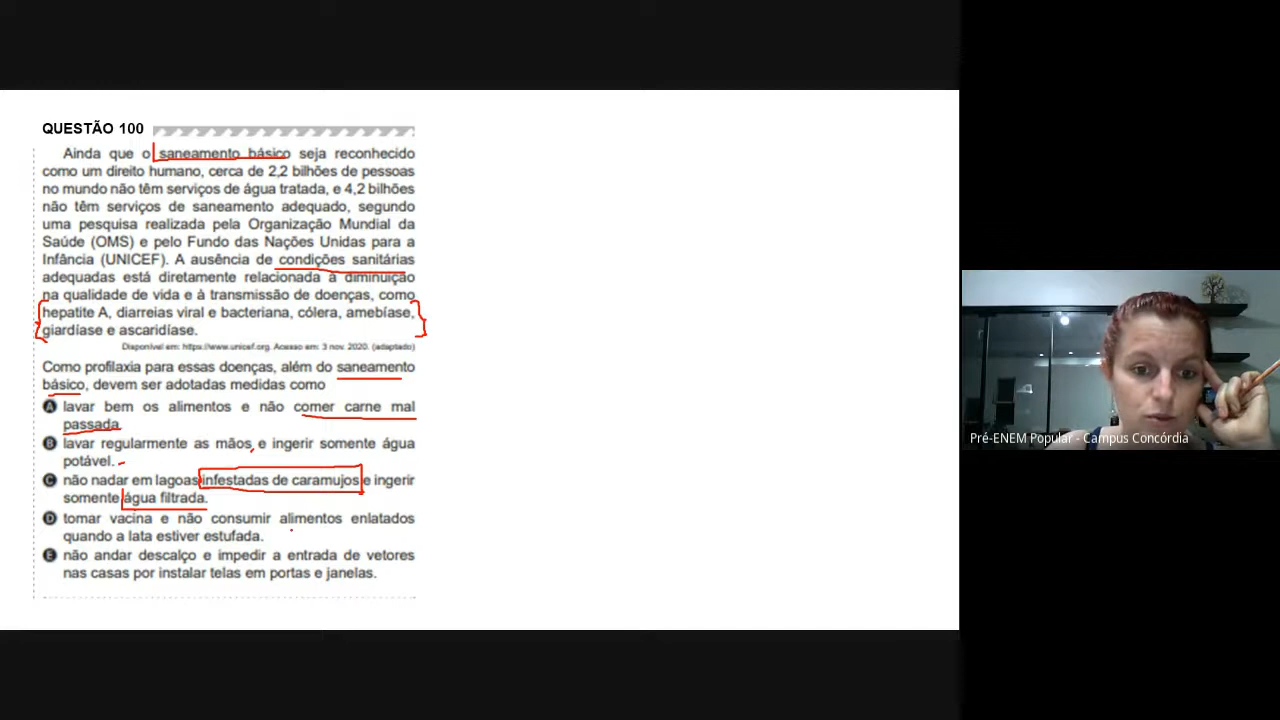 QUESTÃO 100
Ainda que o saneamento básico seja reconhecido
como um direito humano, cerca de 2,2 bilhões de pessoas
no mundo não têm serviços de água tratada, e 4,2 bilhões
não têm serviços de saneamento adequado, segundo
uma pesquisa realizada pela Organização Mundial da
Saúde (OMS) e pelo Fundo das Nações Unidas para a
Infância (UNICEF). A ausência de condições sanitárias
adequadas está diretamente relacionada à diminuição
na qualidade de vida e à transmissão de doenças, como
hepatite A, diarreias viral e bacteriana, cólera, amebíase,
giardíase e ascaridíase.
Disponível em: https://www.unicef.org. Acesso em: 3 nov. 2020. (adaptado)
Como profilaxia para essas doenças, além do saneamento
básico, devem ser adotadas medidas como
A lavar bem os alimentos e não comer carne mal
passada.
B lavar regularmente as mãos e ingerir somente água
potável.
C não nadar em lagoas infestadas de caramujos e ingerir
somente água filtrada.
D tomar vacina e não consumir alimentos enlatados
quando a lata estiver estufada.
E não andar descalço e impedir a entrada de vetores
nas casas por instalar telas em portas e janelas.
Pré-ENEM Popular - Campus Concórdia